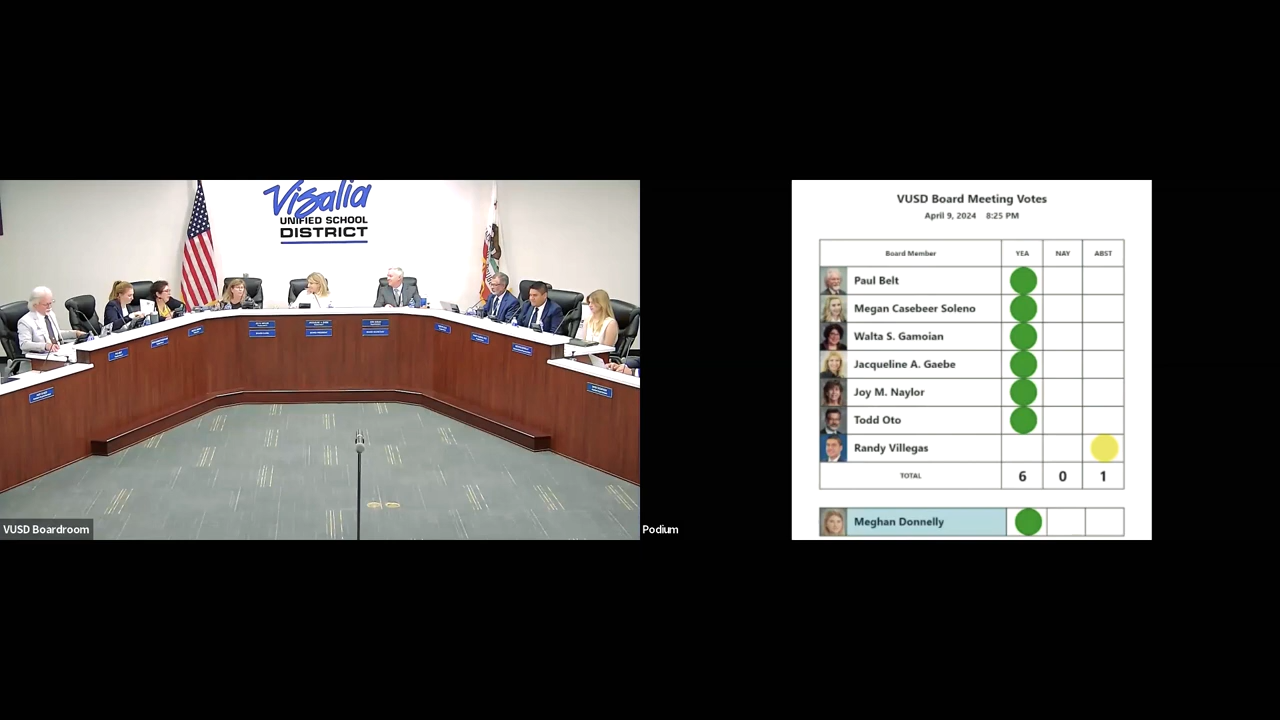 Visalia
UNIFIED SCHOOL
DISTRICT
VUSD Boardroom
Podium
VUSD Board Meeting Votes
April 9, 2024 8:25 PM
Board Member YEA NAY ABST
Paul Belt
Megan Casebeer Soleno
Walta S. Gamoian
Jacqueline A. Gaebe
Joy M. Naylor
Todd Oto
Randy Villegas
TOTAL 6 0 1
Meghan Donnelly